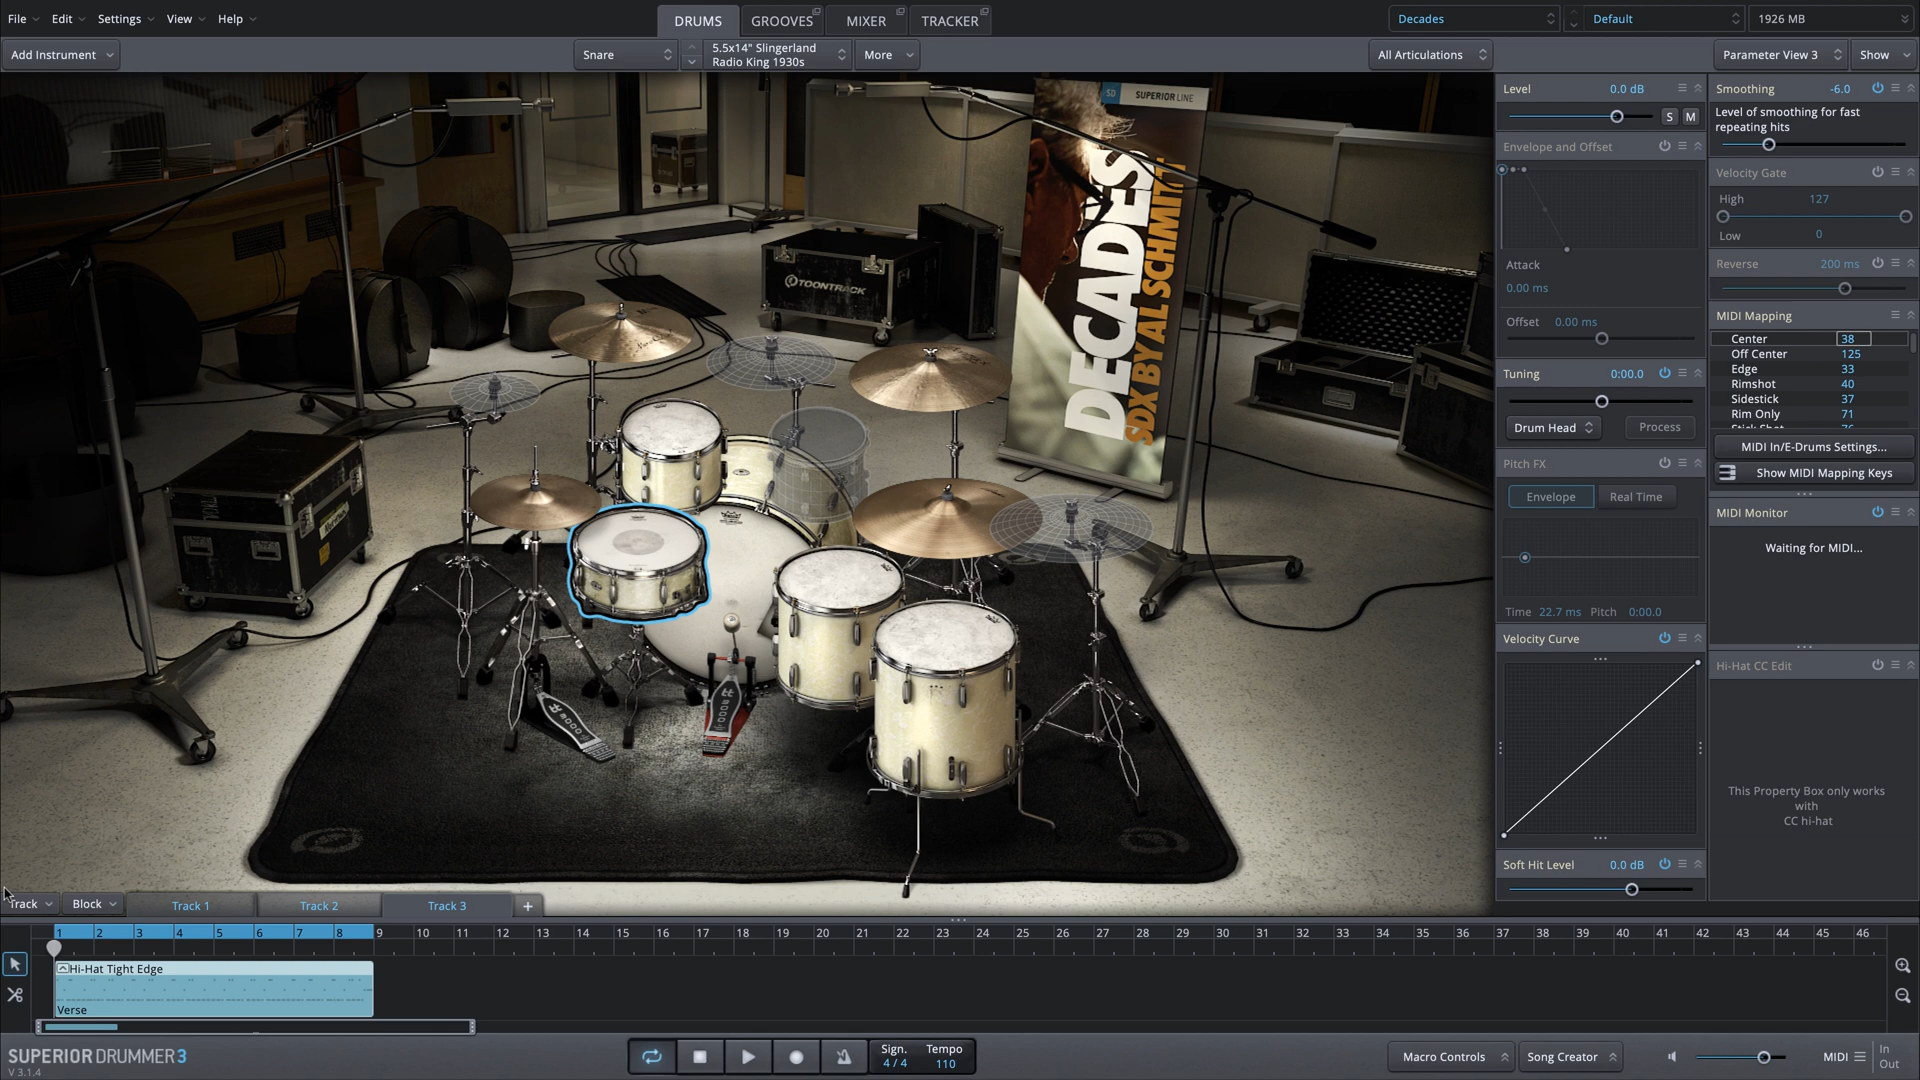 File Edit Settings View Help
DRUMS GROOVES MIXER TRACKER
Decades Default 1926 MB
Add Instrument
Snare
5.5x14" Slingerland
Radio King 1930s
More
All Articulations
Parameter View 3
Show
SUPERIOR LINE
DECADES
SDX BY AL SCHMITT
TOONTRACK
Level 0.0 dB
S M
Envelope and Offset
Attack
0.00 ms
Offset 0.00 ms
Tuning 0:00.0
Drum Head Process
Pitch FX
Envelope Real Time
Time 22.7 ms Pitch 0:00.0
Velocity Curve
Soft Hit Level 0.0 dB
Smoothing -6.0
Level of smoothing for fast
repeating hits
Velocity Gate
High 127
Low 0
Reverse 200 ms
MIDI Mapping
Center 38
Off Center 125
Edge 33
Rimshot 40
Sidestick 37
Rim Only 71
MIDI In/E-Drums Settings...
Show MIDI Mapping Keys
MIDI Monitor
Waiting for MIDI...
Hi-Hat CC Edit
This Property Box only works
with
CC hi-hat
Track Block Track 1 Track 2 Track 3 +
1 2 3 4 5 6 7 8 9 10 11 12 13 14 15 16 17 18 19 20 21 22 23 24 25 26 27 28 29 30 31 32 33 34 35 36 37 38 39 40 41 42 43 44 45 46
Hi-Hat Tight Edge
Verse
SUPERIOR DRUMMER 3
V 3.1.4
Sign. Tempo
4/4 110
Macro Controls
Song Creator
MIDI
In
Out